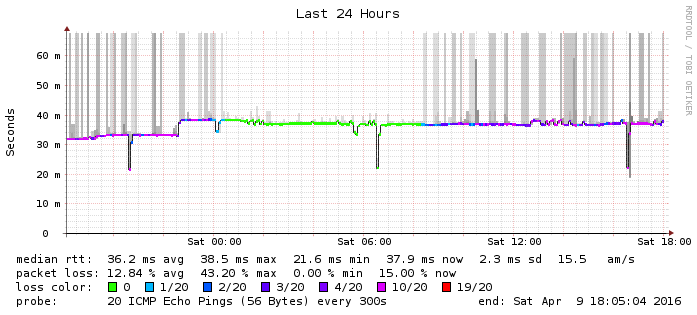 Last 24 Hours
RRDTOOL / TOBI OETIKER
Seconds
60 m
50 m
40 m
30 m
20 m
10 m
0
Sat 00:00 Sat 06:00 Sat 12:00 Sat 18:00
median rtt: 36.2 ms avg 38.5 ms max 21.6 ms min 37.9 ms now 2.3 ms sd 15.5 am/s
packet loss: 12.84 % avg 43.20 % max 0.00 % min 15.00 % now
loss color: 0 1/20 2/20 3/20 4/20 10/20 19/20
probe: 20 ICMP Echo Pings (56 Bytes) every 300s end: Sat Apr 9 18:05:04 2016